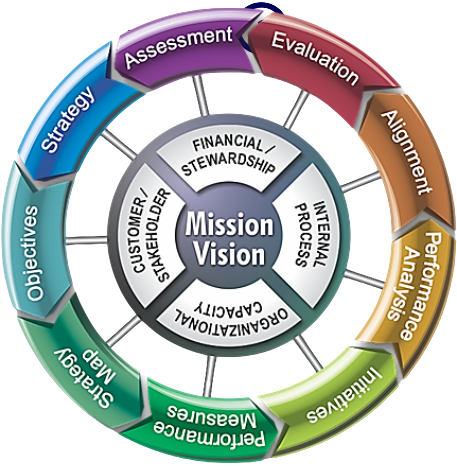 Assessment
Evaluation
Strategy
Alignment
FINANCIAL /
STEWARDSHIP
CUSTOMER /
STAKEHOLDER
Mission
Vision
INTERNAL
PROCESS
Objectives
Performance
Analysis
ORGANIZATIONAL
CAPACITY
Strategy
Map
Initiatives
Performance
Measures